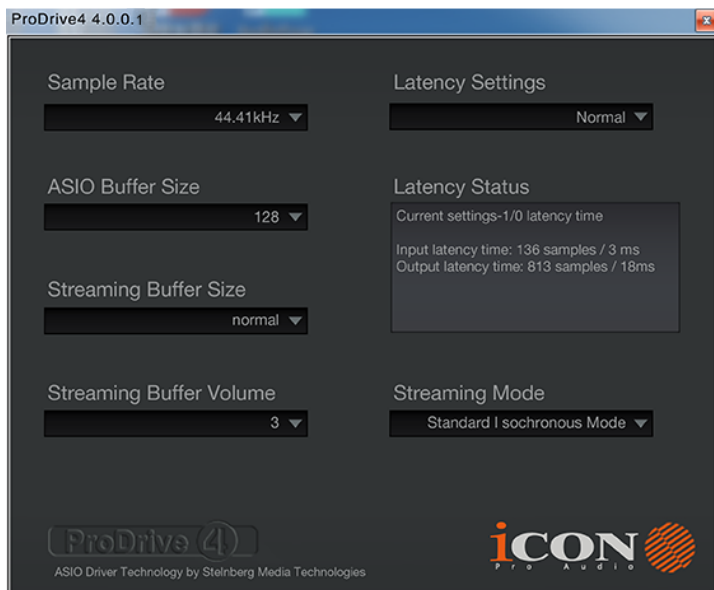 ProDrive4 4.0.0.1
Sample Rate
44.41kHz
ASIO Buffer Size
128
Streaming Buffer Size
normal
Streaming Buffer Volume
3
Latency Settings
Normal
Latency Status
Current settings-1/0 latency time
Input latency time: 136 samples / 3 ms
Output latency time: 813 samples / 18ms
Streaming Mode
Standard I sochronous Mode
ProDrive 4
ASIO Driver Technology by Steinberg Media Technologies
iCON
Pro Audio